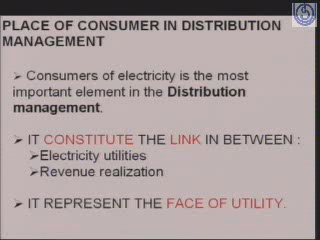 PLACE OF CONSUMER IN DISTRIBUTION
MANAGEMENT
➢ Consumers of electricity is the most
important element in the Distribution
management.
➢ IT CONSTITUTE THE LINK IN BETWEEN :
➢Electricity utilities
➢Revenue realization
➢ IT REPRESENT THE FACE OF UTILITY.